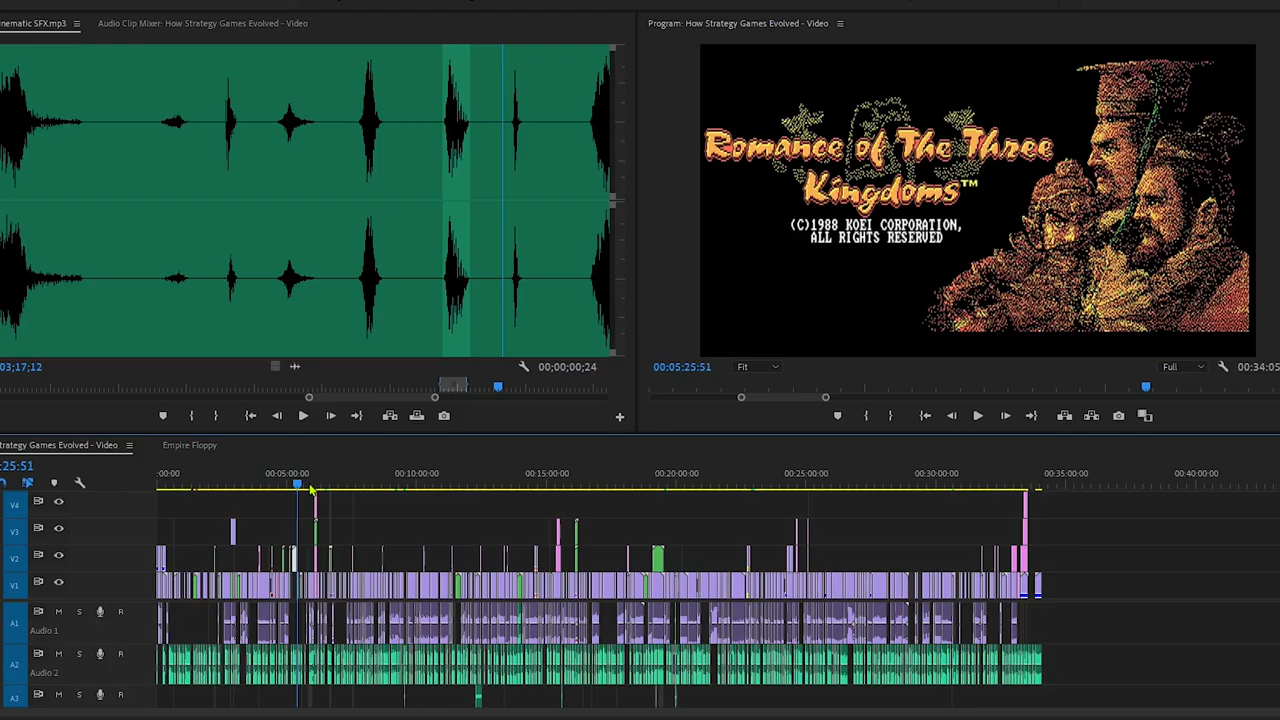 inematic SFX.mp3
Audio Clip Mixer: How Strategy Games Evolved - Video
Program: How Strategy Games Evolved - Video
Romance of The Three
Kingdoms™
(C)1988 KOEI CORPORATION,
ALL RIGHTS RESERVED
03;17;12
00;00;00;24
00:05:25:51
Fit
Full
00:34:05
trategy Games Evolved - Video
Empire Floppy
:25:51
:00:00
00:05:00:00
00:10:00:00
00:15:00:00
00:20:00:00
00:25:00:00
00:30:00:00
00:35:00:00
00:40:00:00
V4
V3
V2
V1
A1
M
S
R
Audio 1
A2
M
S
R
Audio 2
A3
M
S
R